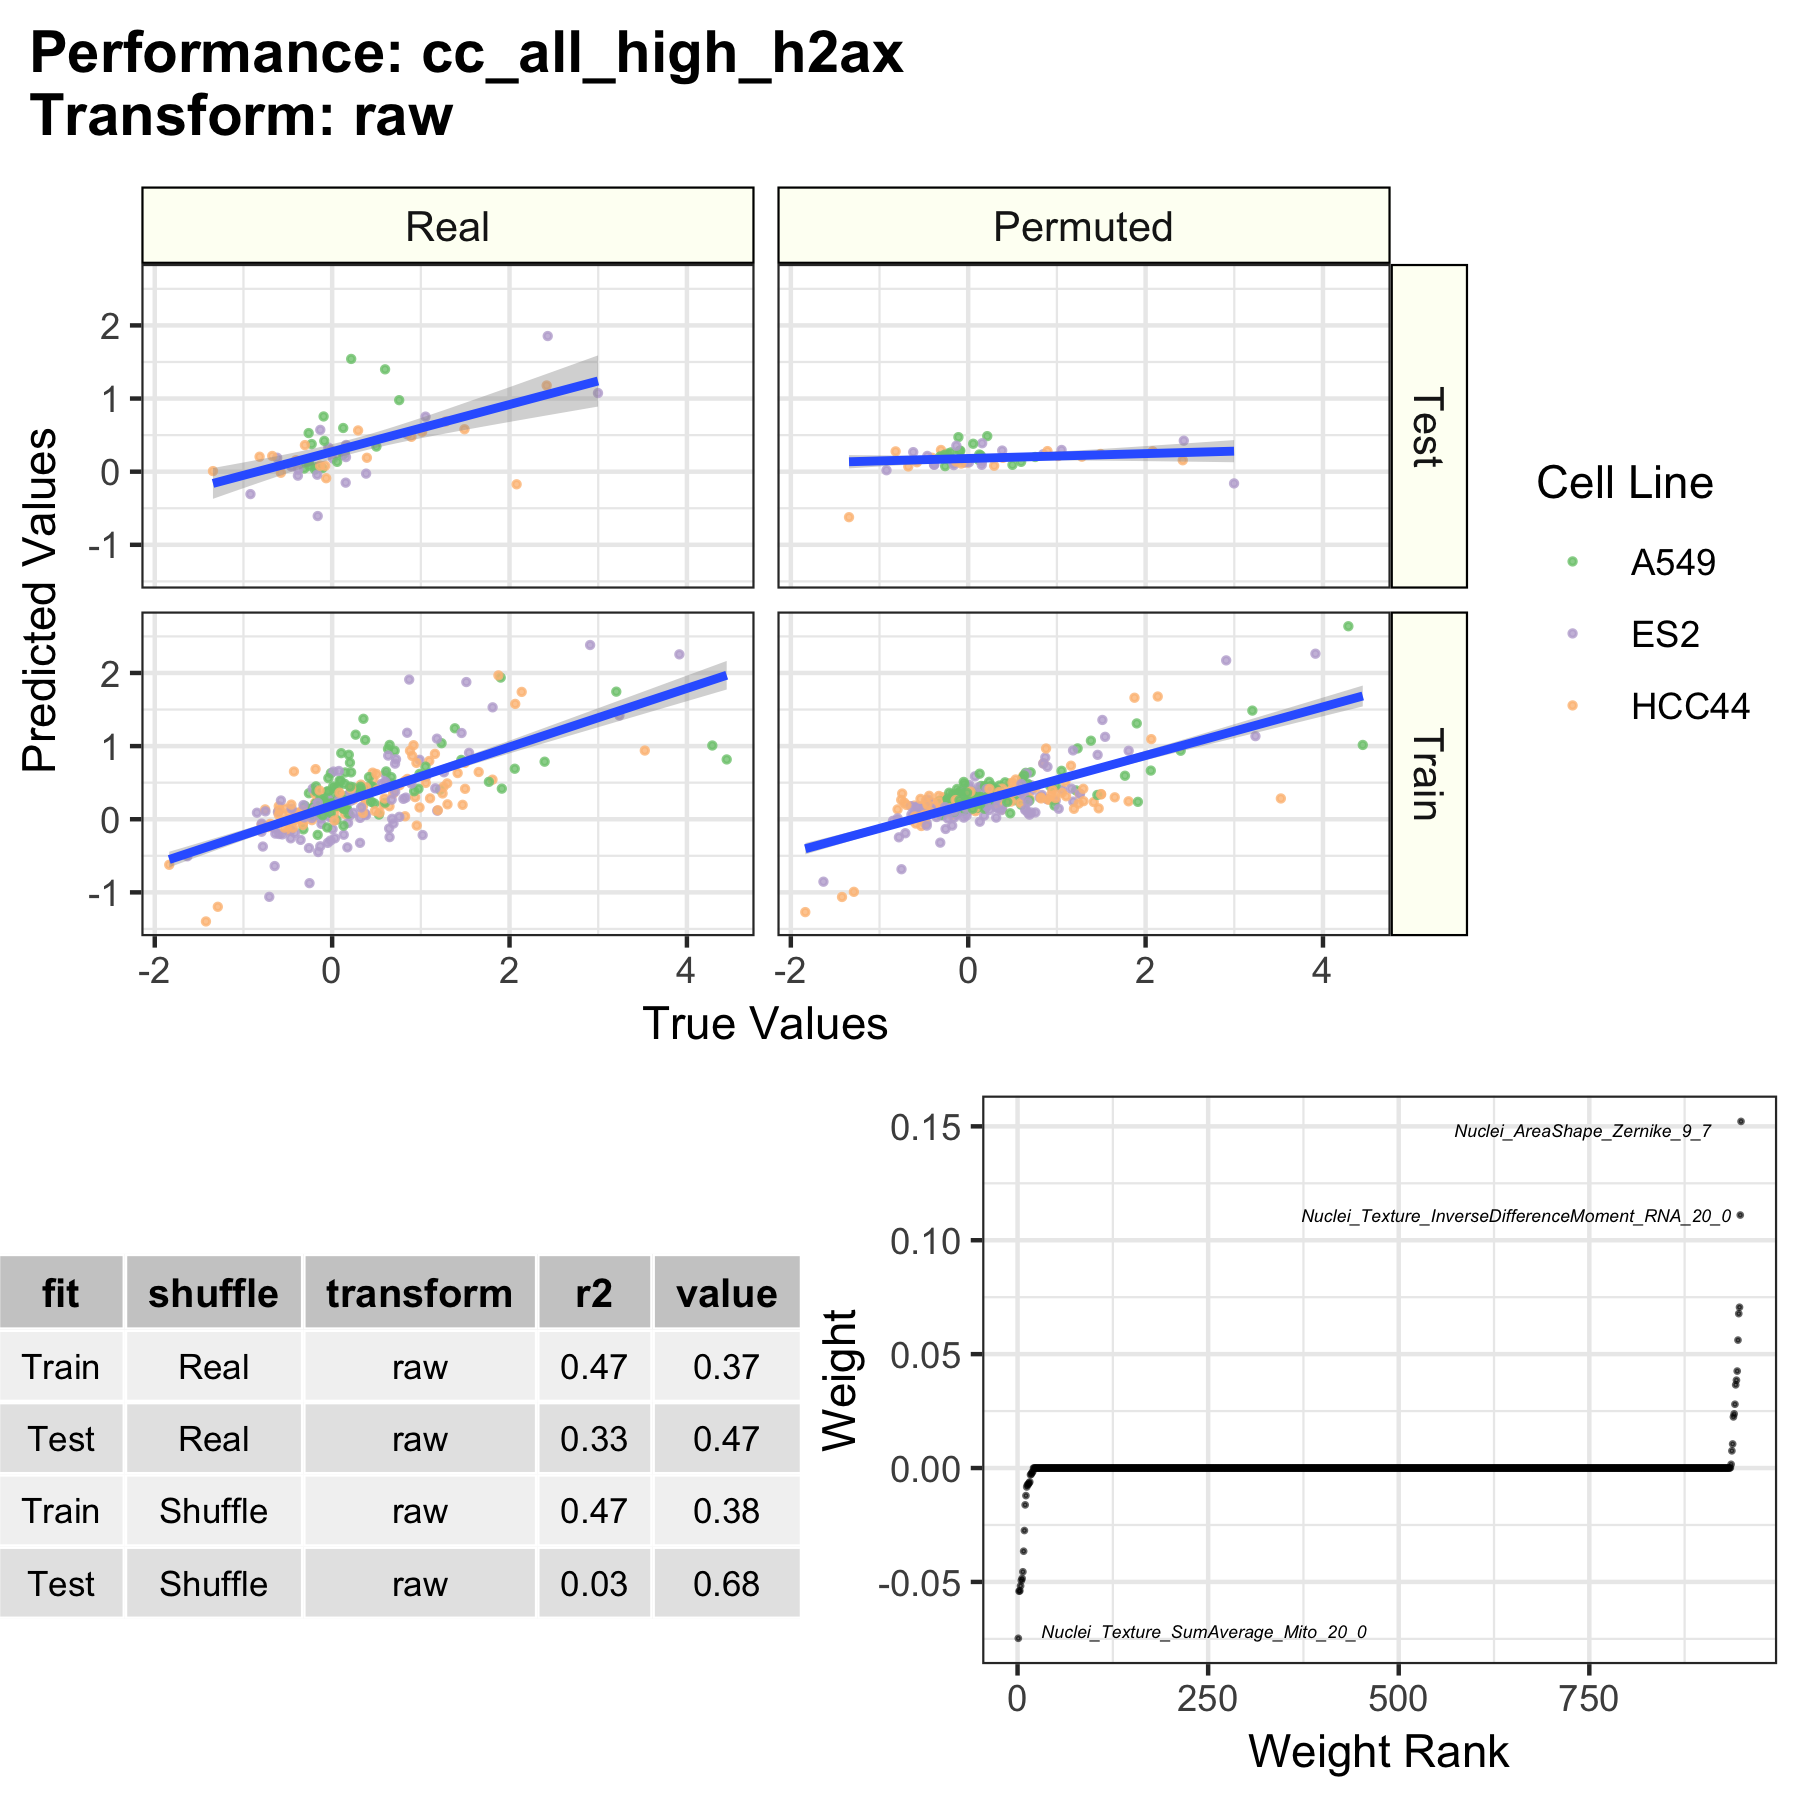 Performance: cc_all_high_h2ax
Transform: raw
Real
Permuted
2
1
0
-1
Test
2
1
0
-1
Train
-2
0
2
4
-2
0
2
4
Predicted Values
True Values
Cell Line
A549
ES2
HCC44
fit shuffle transform r2 value
Train Real raw 0.47 0.37
Test Real raw 0.33 0.47
Train Shuffle raw 0.47 0.38
Test Shuffle raw 0.03 0.68
0.15
0.10
0.05
0.00
-0.05
Weight
Nuclei_AreaShape_Zernike_9_7
Nuclei_Texture_InverseDifferenceMoment_RNA_20_0
Nuclei_Texture_SumAverage_Mito_20_0
0
250
500
750
Weight Rank